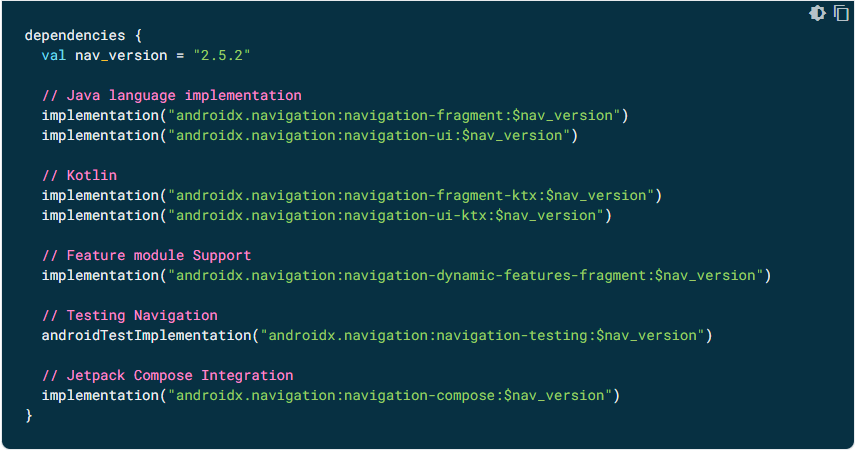 dependencies {
val nav_version = "2.5.2"
// Java language implementation
implementation("androidx.navigation:navigation-fragment:$nav_version")
implementation("androidx.navigation:navigation-ui:$nav_version")
// Kotlin
implementation("androidx.navigation:navigation-fragment-ktx:$nav_version")
implementation("androidx.navigation:navigation-ui-ktx:$nav_version")
// Feature module Support
implementation("androidx.navigation:navigation-dynamic-features-fragment:$nav_version")
// Testing Navigation
androidTestImplementation("androidx.navigation:navigation-testing:$nav_version")
// Jetpack Compose Integration
implementation("androidx.navigation:navigation-compose:$nav_version")
}